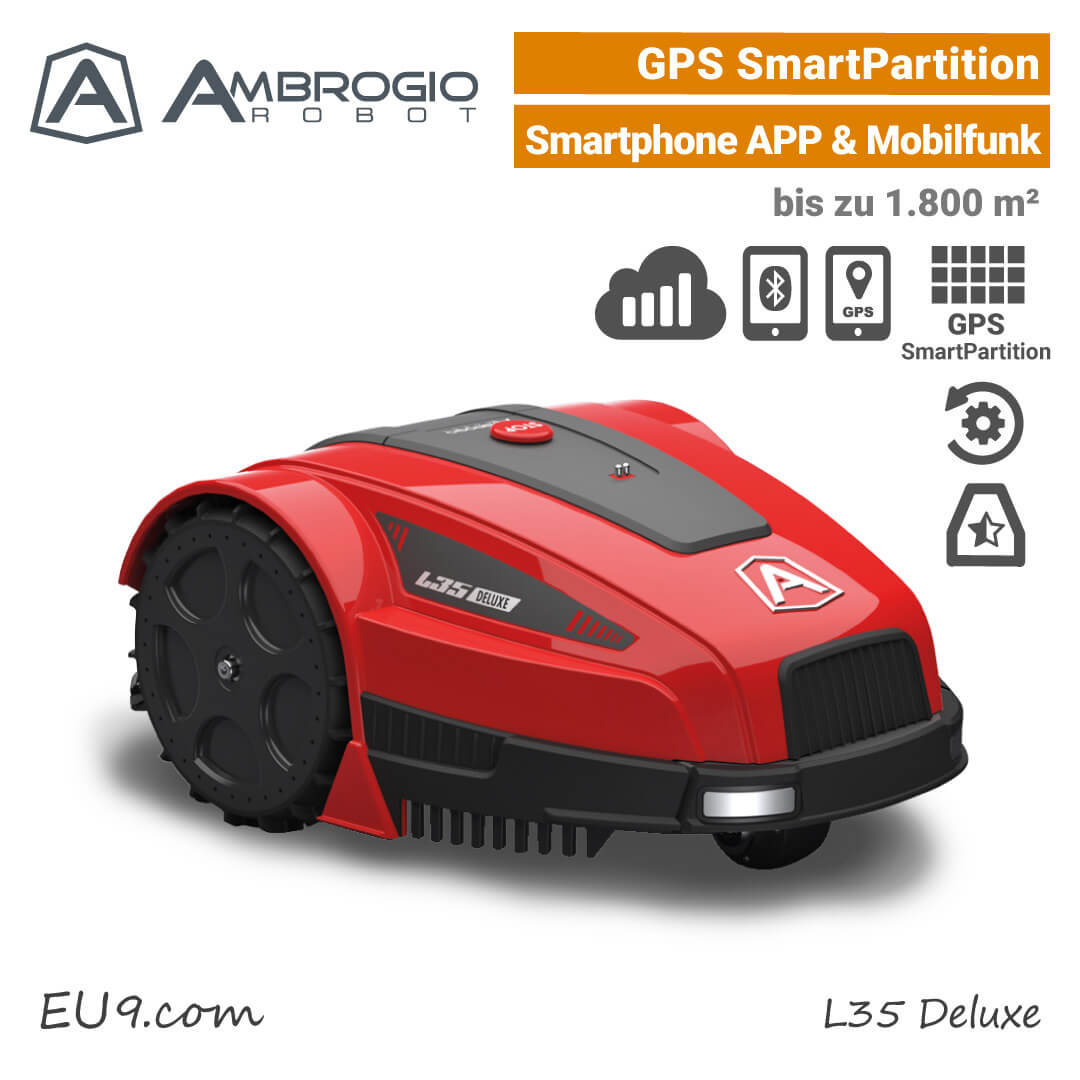 AMBROGIO
ROBOT
GPS SmartPartition
Smartphone APP & Mobilfunk
bis zu 1.800 m²
GPS
GPS
SmartPartition
STOP
L35 DELUXE
EU9.com
L35 Deluxe